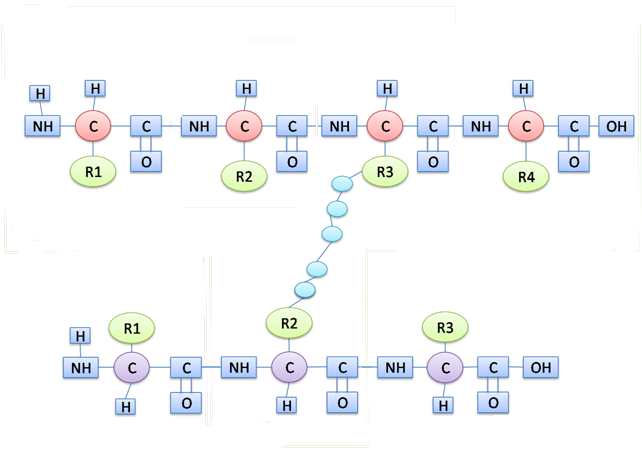 H H H H H
NH C C NH C C NH C C NH C C OH
R1 O R2 O R3 O R4 O
R1 R2 R3
H
NH C C NH C C NH C C OH
H O H O H O